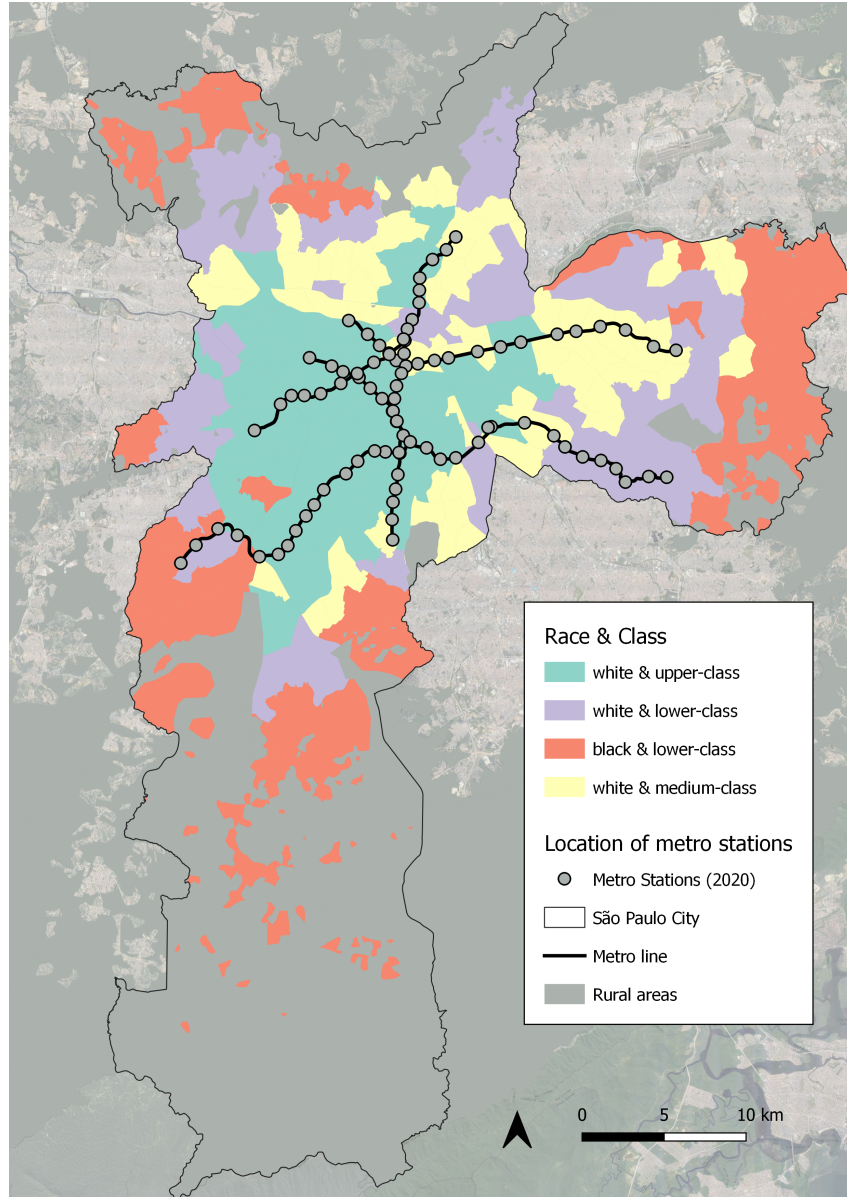 Race & Class
white & upper-class
white & lower-class
black & lower-class
white & medium-class
Location of metro stations
Metro Stations (2020)
São Paulo City
Metro line
Rural areas
0 5 10 km